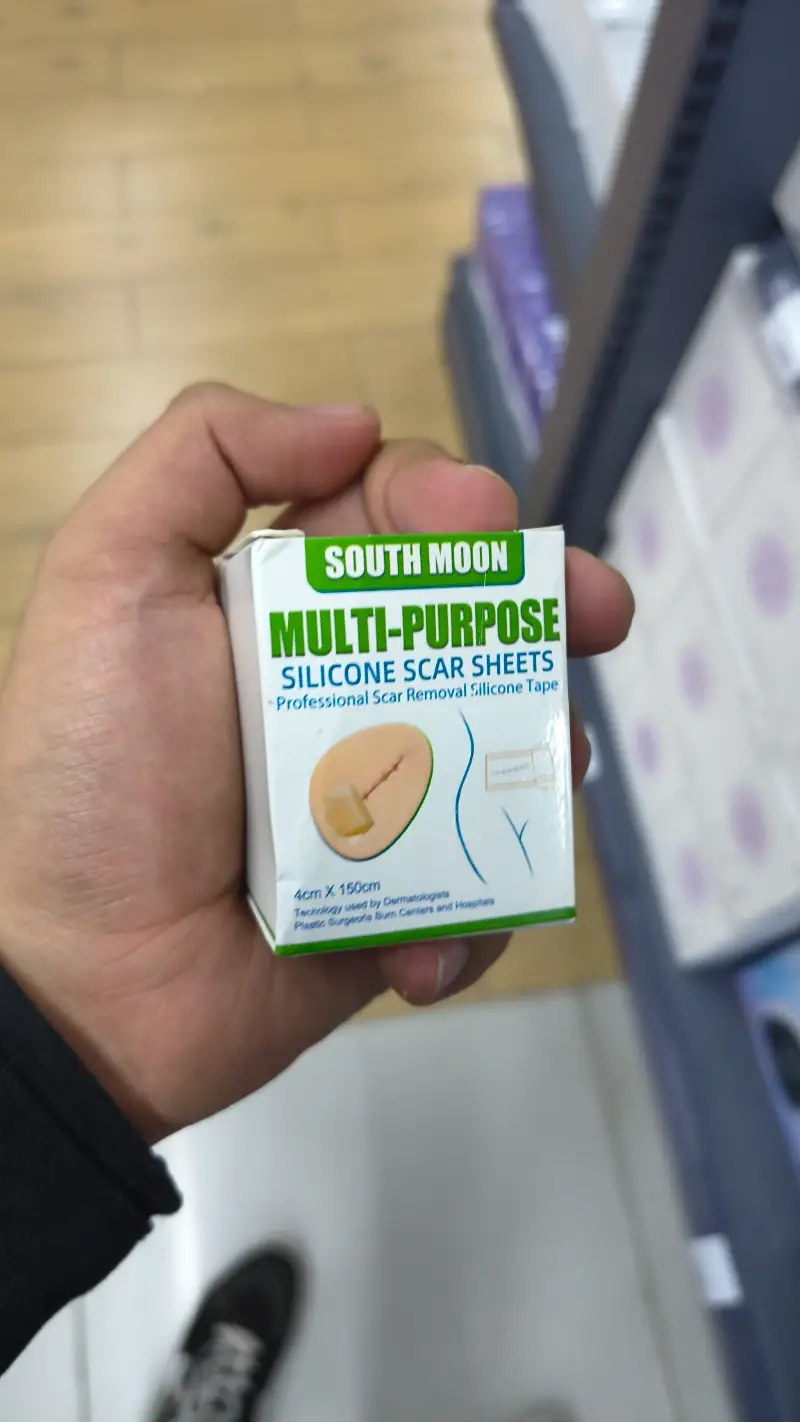 SOUTH MOON
MULTI-PURPOSE
SILICONE SCAR SHEETS
Professional Scar Removal Silicone Tape
4cm X 150cm
Tecnology used by Dermatologists
Plastic Surgeons Burn Centers and Hospitals